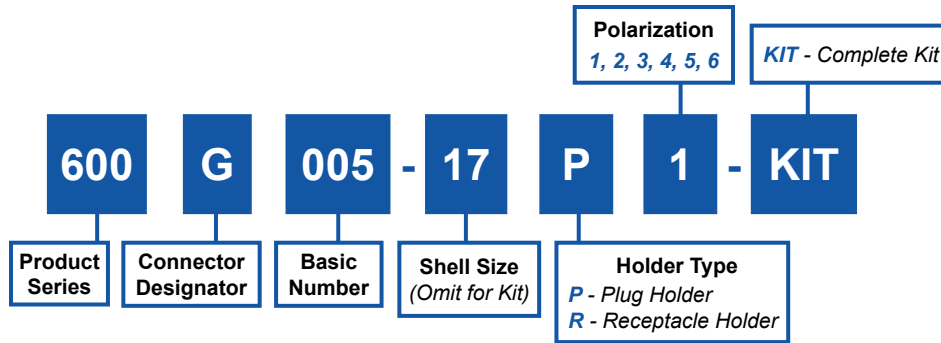 Polarization
1, 2, 3, 4, 5, 6
KIT - Complete Kit
600 G 005 - 17 P 1 - KIT
Product
Series
Connector
Designator
Basic
Number
Shell Size
(Omit for Kit)
Holder Type
P - Plug Holder
R - Receptacle Holder